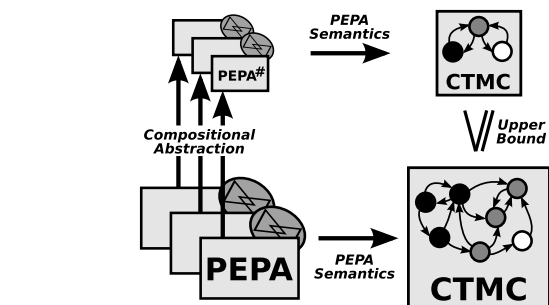 PEPA
Semantics
PEPA#
CTMC
Compositional
Abstraction
Upper
Bound
PEPA
PEPA
Semantics
CTMC